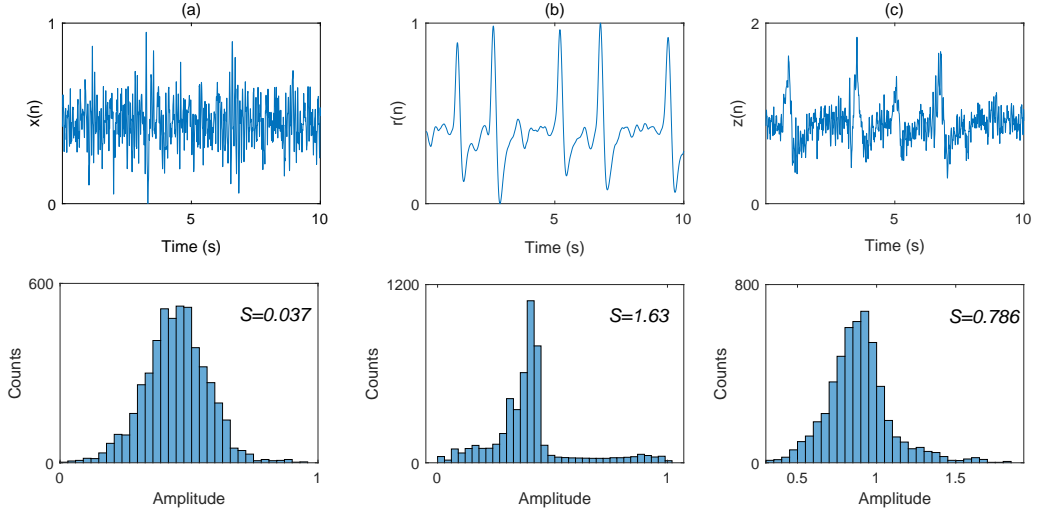 (a)
1
x(n)
0
5
10
Time (s)
(b)
1
r(n)
0
5
10
Time (s)
(c)
2
z(n)
0
5
10
Time (s)
600
S=0.037
Counts
0
0
1
Amplitude
1200
S=1.63
Counts
0
0
0.5
1
Amplitude
800
S=0.786
Counts
0
0.5
1
1.5
Amplitude